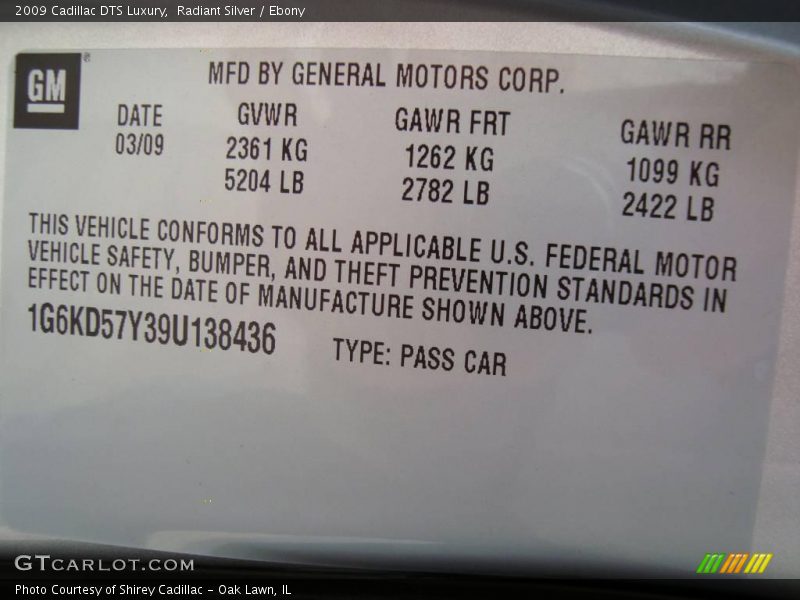 2009 Cadillac DTS Luxury,  Radiant Silver / Ebony
GM®
MFD BY GENERAL MOTORS CORP.
DATE GVWR GAWR FRT GAWR RR
03/09 2361 KG 1262 KG 1099 KG
5204 LB 2782 LB 2422 LB
THIS VEHICLE CONFORMS TO ALL APPLICABLE U.S. FEDERAL MOTOR
VEHICLE SAFETY, BUMPER, AND THEFT PREVENTION STANDARDS IN
EFFECT ON THE DATE OF MANUFACTURE SHOWN ABOVE.
1G6KD57Y39U138436 TYPE: PASS CAR
GTCARLOT.COM
Photo Courtesy of Shirey Cadillac - Oak Lawn, IL